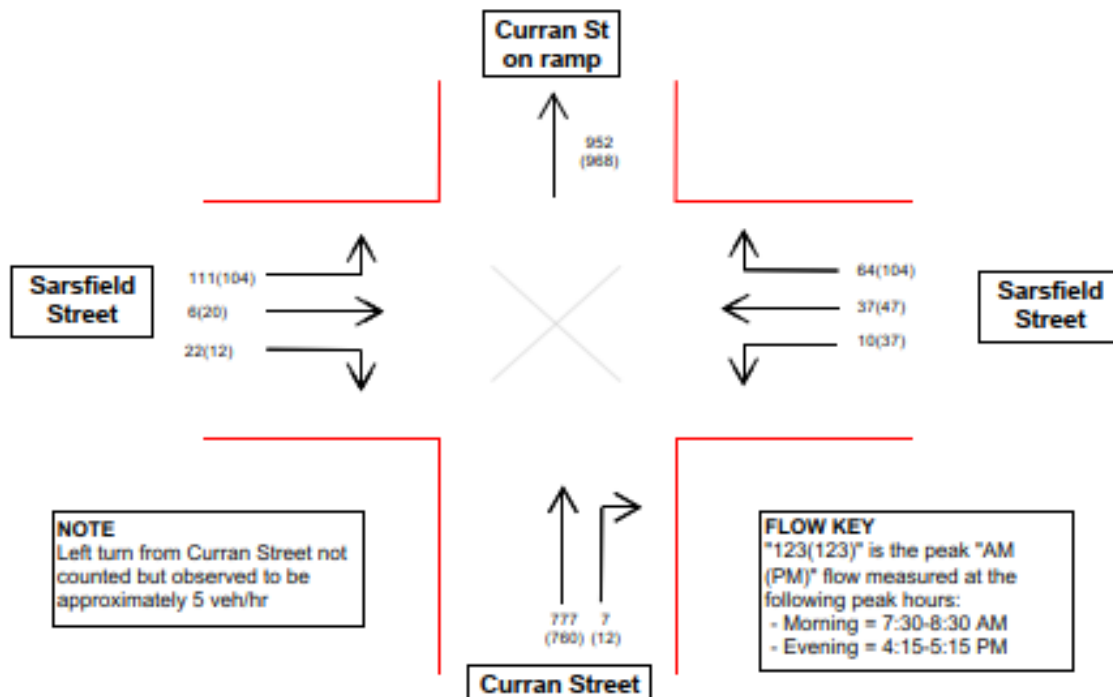 Curran St
on ramp
952
(968)
111(104)
6(20)
22(12)
Sarsfield
Street
64(104)
37(47)
10(37)
Sarsfield
Street
NOTE
Left turn from Curran Street not
counted but observed to be
approximately 5 veh/hr
777
(760)
7
(12)
Curran Street
FLOW KEY
"123(123)" is the peak "AM
(PM)" flow measured at the
following peak hours:
- Morning = 7:30-8:30 AM
- Evening = 4:15-5:15 PM